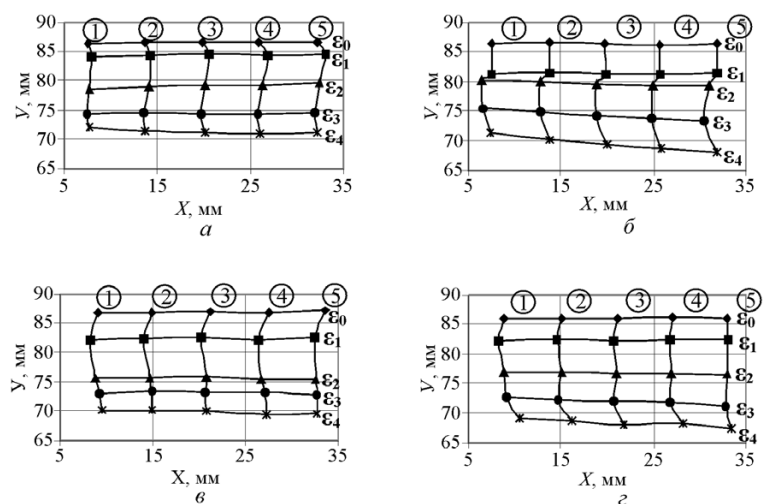 90 ① ② ③ ④ ⑤
ε0
85
ε1
80
ε2
75
ε3
70
ε4
65
5 15 25 35
У, мм
X, мм
а
90 ① ② ③ ④ ⑤
ε0
85
ε1
80
ε2
75
ε3
70
ε4
65
5 15 25 35
У, мм
X, мм
б
90 ① ② ③ ④ ⑤
ε0
85
ε1
80
ε2
75
ε3
70
ε4
65
5 15 25 35
У, мм
X, мм
в
90 ① ② ③ ④ ⑤
ε0
85
ε1
80
ε2
75
ε3
70
ε4
65
5 15 25 35
У, мм
X, мм
г